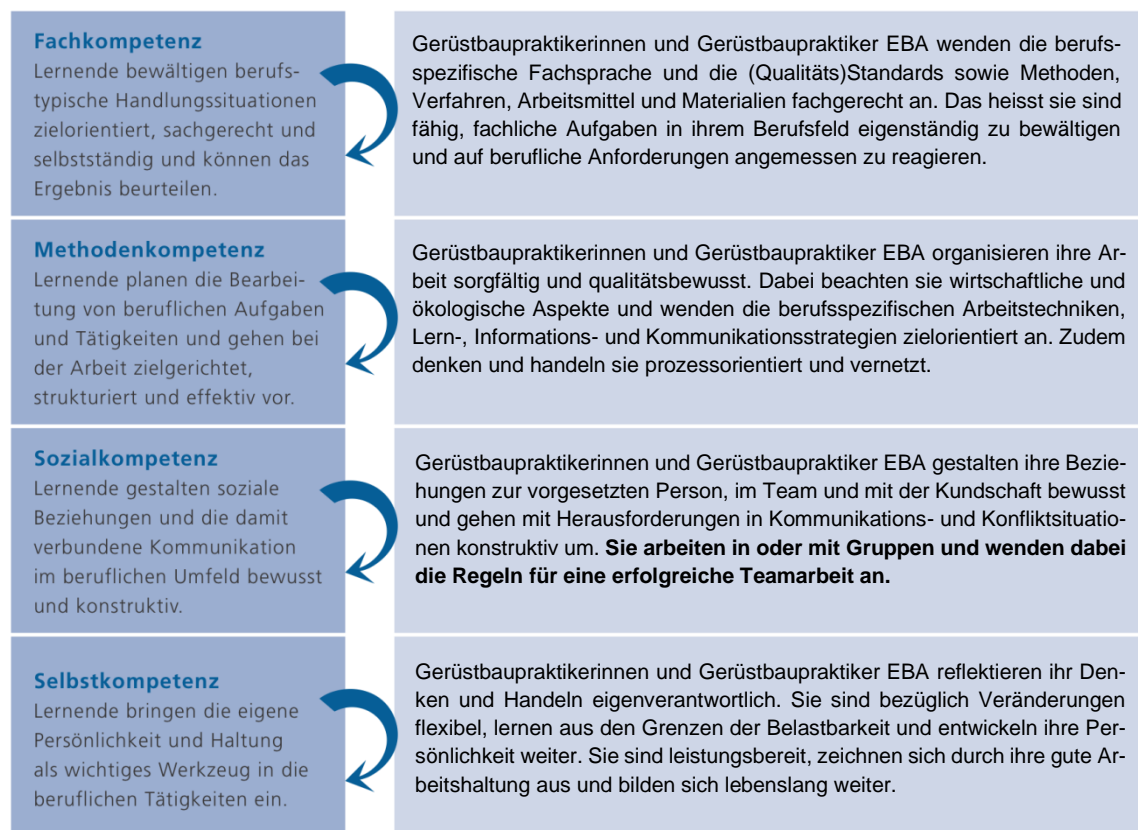 Fachkompetenz
Lernende bewältigen berufs-
typische Handlungssituationen
zielorientiert, sachgerecht und
selbstständig und können das
Ergebnis beurteilen.
Gerüstbaupraktikerinnen und Gerüstbaupraktiker EBA wenden die berufs-
spezifische Fachsprache und die (Qualitäts)Standards sowie Methoden,
Verfahren, Arbeitsmittel und Materialien fachgerecht an. Das heisst sie sind
fähig, fachliche Aufgaben in ihrem Berufsfeld eigenständig zu bewältigen
und auf berufliche Anforderungen angemessen zu reagieren.
Methodenkompetenz
Lernende planen die Bearbei-
tung von beruflichen Aufgaben
und Tätigkeiten und gehen bei
der Arbeit zielgerichtet,
strukturiert und effektiv vor.
Gerüstbaupraktikerinnen und Gerüstbaupraktiker EBA organisieren ihre Ar-
beit sorgfältig und qualitätsbewusst. Dabei beachten sie wirtschaftliche und
ökologische Aspekte und wenden die berufsspezifischen Arbeitstechniken,
Lern-, Informations- und Kommunikationsstrategien zielorientiert an. Zudem
denken und handeln sie prozessorientiert und vernetzt.
Sozialkompetenz
Lernende gestalten soziale
Beziehungen und die damit
verbundene Kommunikation
im beruflichen Umfeld bewusst
und konstruktiv.
Gerüstbaupraktikerinnen und Gerüstbaupraktiker EBA gestalten ihre Bezie-
hungen zur vorgesetzten Person, im Team und mit der Kundschaft bewusst
und gehen mit Herausforderungen in Kommunikations- und Konfliktsituatio-
nen konstruktiv um. Sie arbeiten in oder mit Gruppen und wenden dabei
die Regeln für eine erfolgreiche Teamarbeit an.
Selbstkompetenz
Lernende bringen die eigene
Persönlichkeit und Haltung
als wichtiges Werkzeug in die
beruflichen Tätigkeiten ein.
Gerüstbaupraktikerinnen und Gerüstbaupraktiker EBA reflektieren ihr Den-
ken und Handeln eigenverantwortlich. Sie sind bezüglich Veränderungen
flexibel, lernen aus den Grenzen der Belastbarkeit und entwickeln ihre Per-
sönlichkeit weiter. Sie sind leistungsbereit, zeichnen sich durch ihre gute Ar-
beitshaltung aus und bilden sich lebenslang weiter.